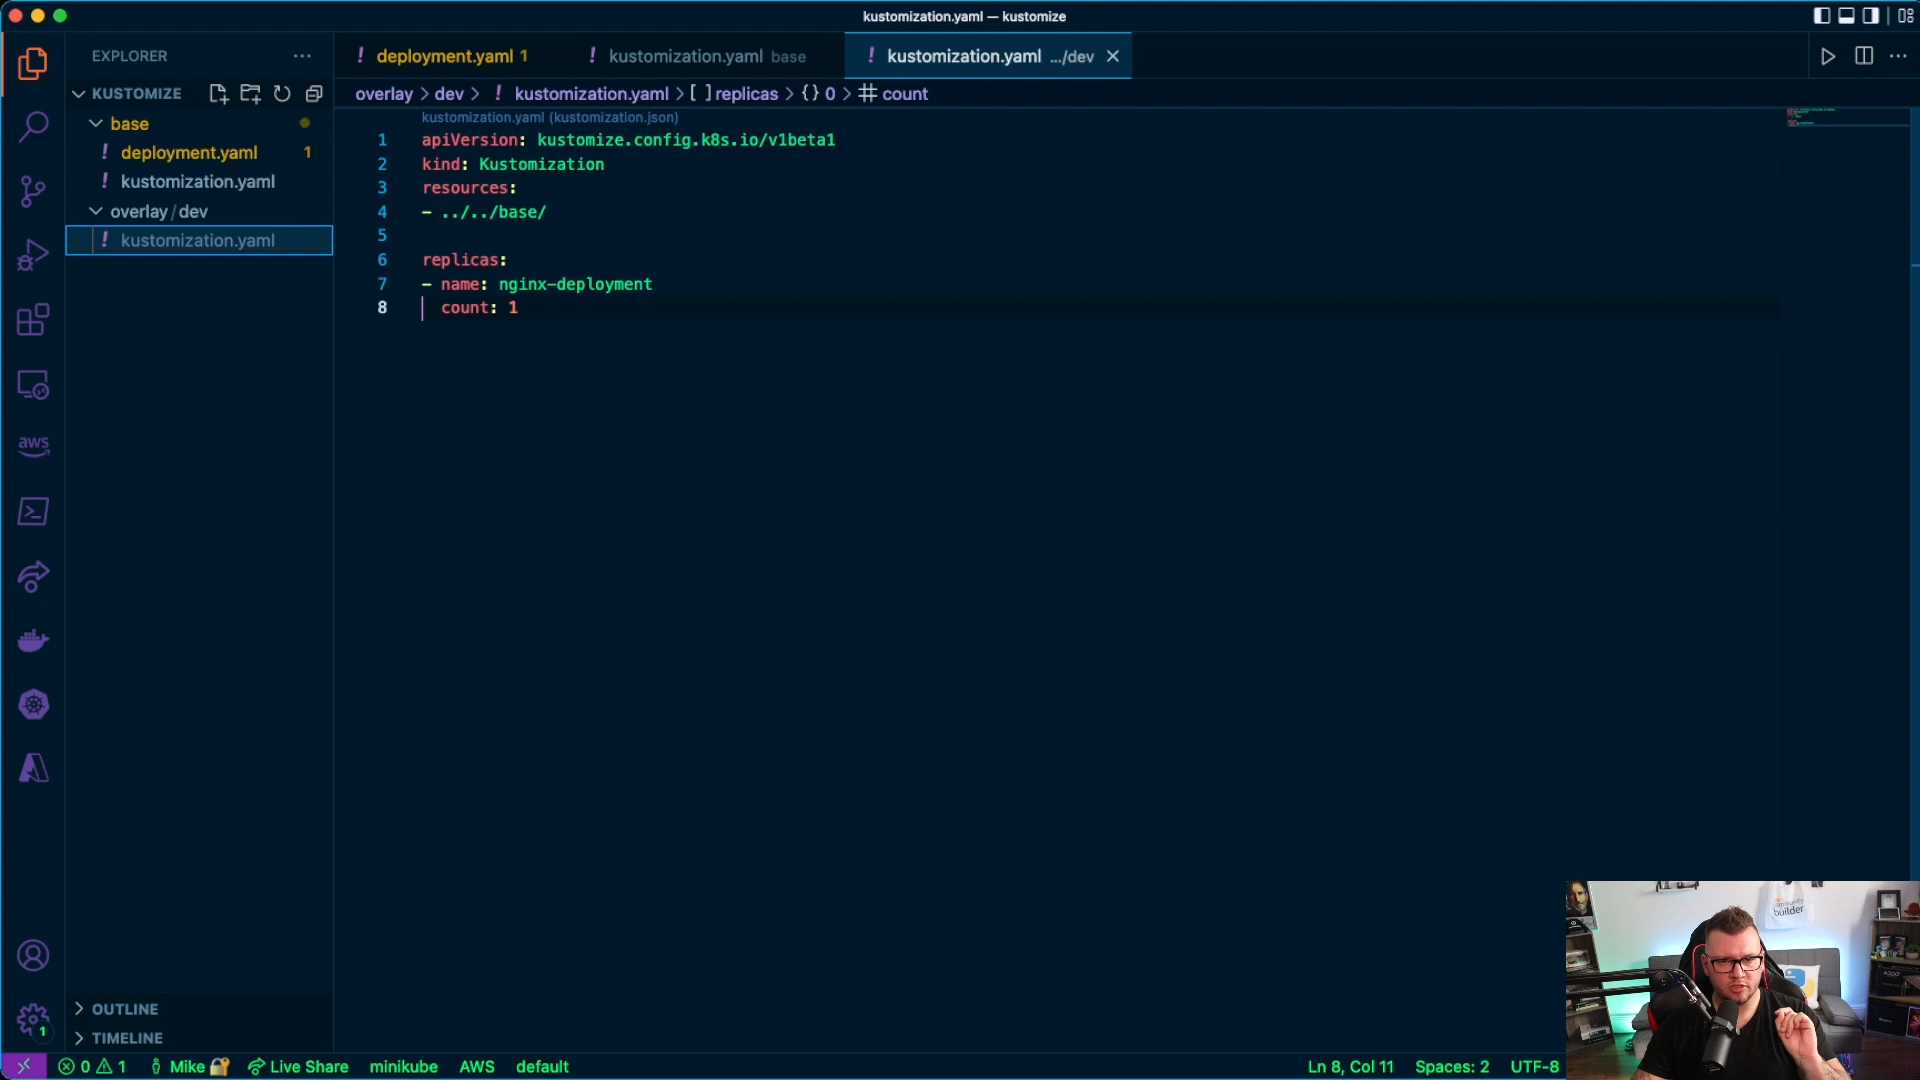 kustomization.yaml — kustomize
EXPLORER
KUSTOMIZE
base
deployment.yaml 1
kustomization.yaml
overlay/dev
kustomization.yaml
deployment.yaml 1
kustomization.yaml base
kustomization.yaml .../dev
overlay > dev > ! kustomization.yaml > [ ] replicas > {} 0 > # count
kustomization.yaml (kustomization.json)
1 apiVersion: kustomize.config.k8s.io/v1beta1
2 kind: Kustomization
3 resources:
4 - ../../base/
5
6 replicas:
7 - name: nginx-deployment
8 count: 1
aws
1
builder
OUTLINE
TIMELINE
0 1 Mike Live Share minikube AWS default
Ln 8, Col 11 Spaces: 2 UTF-8